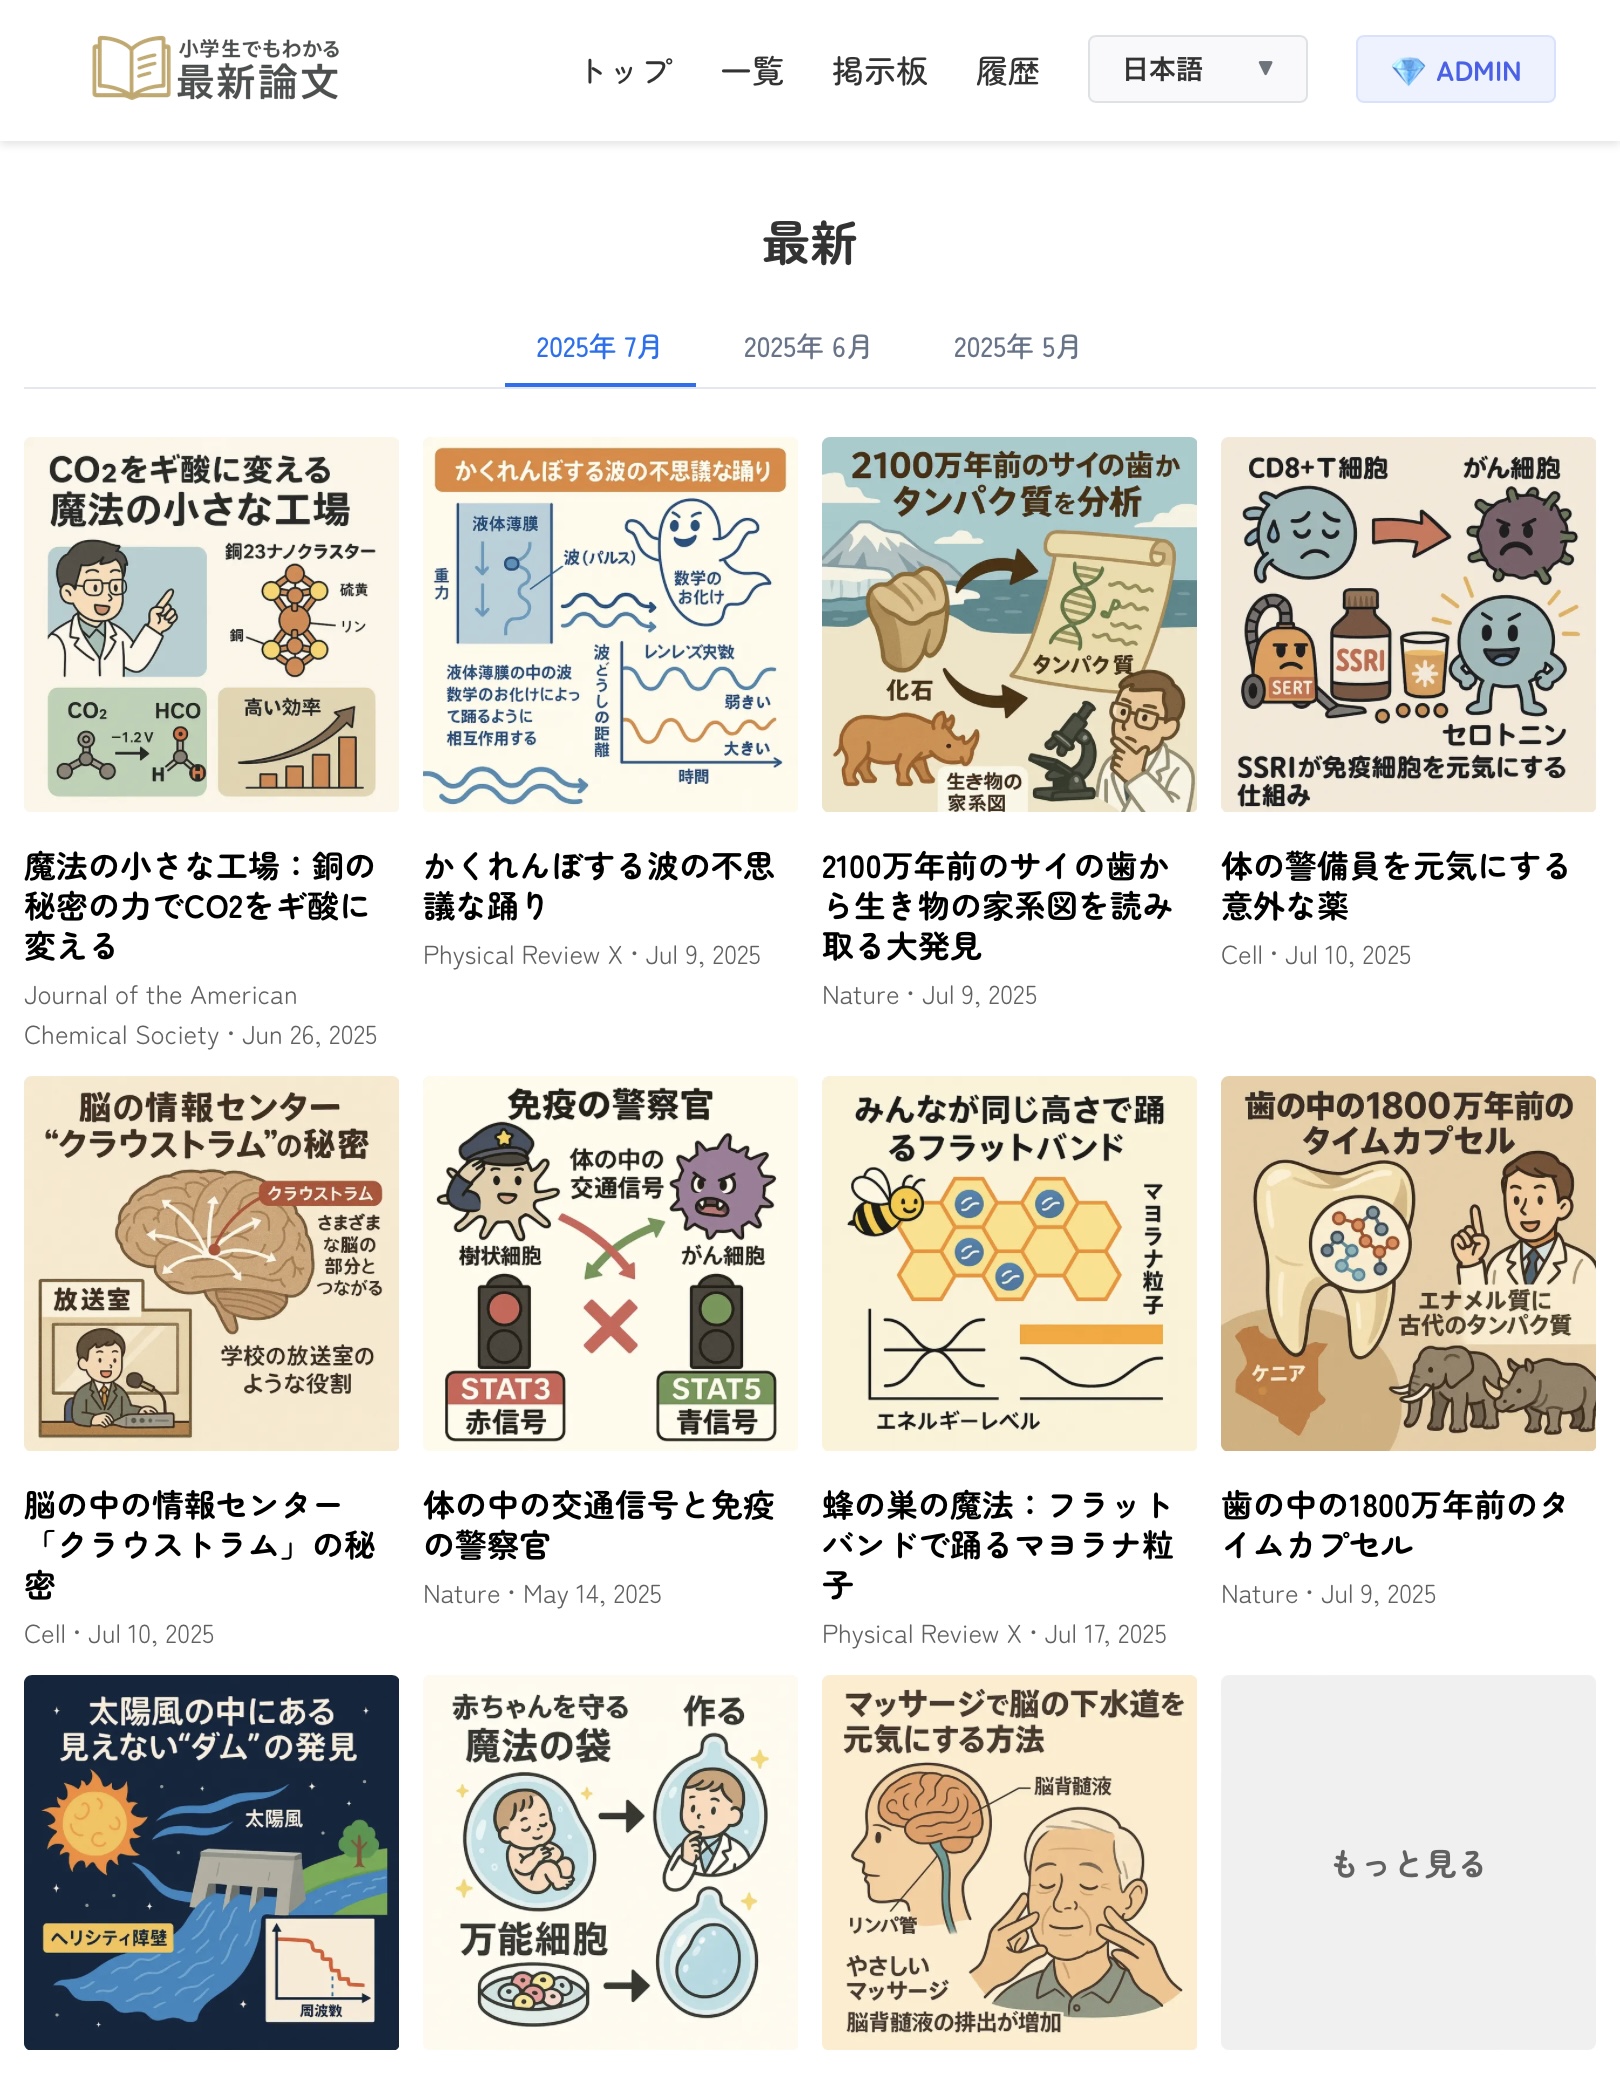 小学生でもわかる
最新論文
トップ
一覧
掲示板
履歴
日本語
ADMIN
最新
2025年 7月
2025年 6月
2025年 5月
CO₂をギ酸に変える
魔法の小さな工場
銅23ナノクラスター
硫黄
リン
銅
CO₂
−1.2 V
HCO
H
H
高い効率
魔法の小さな工場：銅の
秘密の力でCO2をギ酸に
変える
Journal of the American
Chemical Society・Jun 26, 2025
かくれんぼする波の不思議な踊り
液体薄膜
重力
波（パルス）
数学の
お化け
液体薄膜の中の波
数学のお化けによっ
て踊るように
相互作用する
波どうしの距離
弱きい
大きい
時間
かくれんぼする波の不思
議な踊り
Physical Review X・Jul 9, 2025
2100万年前のサイの歯か
タンパク質を分析
タンパク質
化石
生き物の
家系図
2100万年前のサイの歯か
ら生き物の家系図を読み
取る大発見
Nature・Jul 9, 2025
CD8+T細胞
がん細胞
SERT
SSRI
セロトニン
SSRIが免疫細胞を元気にする
仕組み
体の警備員を元気にする
意外な薬
Cell・Jul 10, 2025
脳の情報センター
“クラウストラム”の秘密
クラウストラム
さまざま
な脳の
部分と
つながる
放送室
学校の放送室の
ような役割
脳の中の情報センター
「クラウストラム」の秘
密
Cell・Jul 10, 2025
免疫の警察官
体の中の
交通信号
樹状細胞
がん細胞
STAT3
赤信号
STAT5
青信号
体の中の交通信号と免疫
の警察官
Nature・May 14, 2025
みんなが同じ高さで踊
るフラットバンド
マヨラナ粒子
エネルギーレベル
蜂の巣の魔法：フラット
バンドで踊るマヨラナ粒
子
Physical Review X・Jul 17, 2025
歯の中の1800万年前の
タイムカプセル
エナメル質に
古代のタンパク質
ケニア
歯の中の1800万年前のタ
イムカプセル
Nature・Jul 9, 2025
太陽風の中にある
見えない“ダム”の発見
太陽風
ヘリシティ障壁
周波数
赤ちゃんを守る
魔法の袋
作る
万能細胞
マッサージで脳の下水道を
元気にする方法
脳脊髄液
リンパ管
やさしい
マッサージ
脳脊髄液の排出が増加
もっと見る